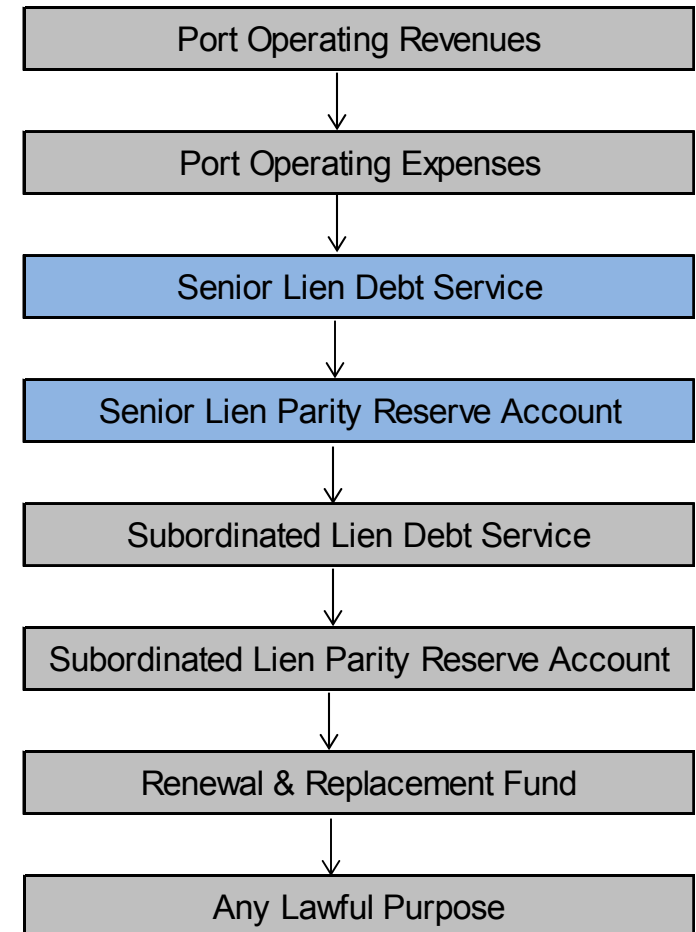 Port Operating Revenues
Port Operating Expenses
Senior Lien Debt Service
Senior Lien Parity Reserve Account
Subordinated Lien Debt Service
Subordinated Lien Parity Reserve Account
Renewal & Replacement Fund
Any Lawful Purpose